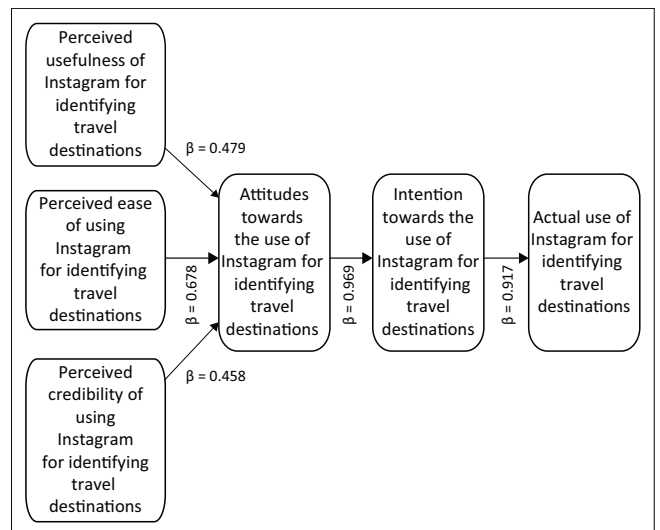 Perceived
usefulness of
Instagram for
identifying
travel
destinations
β = 0.479
Perceived ease
of using
Instagram
for identifying
travel
destinations
β = 0.678
Perceived
credibility of
using
Instagram
for identifying
travel
destinations
β = 0.458
Attitudes
towards
the use of
Instagram for
identifying
travel
destinations
β = 0.969
Intention
towards the
use of
Instagram for
identifying
travel
destinations
β = 0.917
Actual use of
Instagram for
identifying
travel
destinations